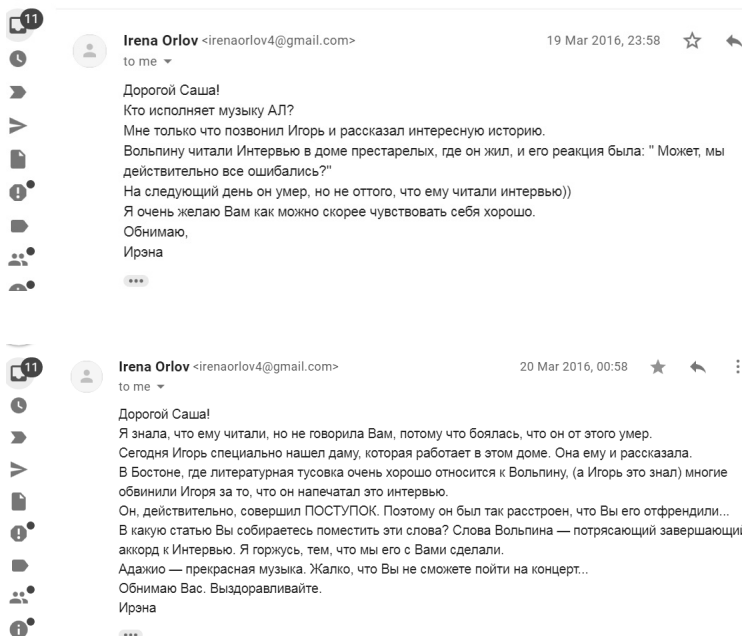 11
Irena Orlov <irenaorlov4@gmail.com> 19 Mar 2016, 23:58
to me
Дорогой Саша!
Кто исполняет музыку АЛ?
Мне только что позвонил Игорь и рассказал интересную историю.
Вольпину читали Интервью в доме престарелых, где он жил, и его реакция была: " Может, мы
действительно все ошибались?"
На следующий день он умер, но не оттого, что ему читали интервью))
Я очень желаю Вам как можно скорее чувствовать себя хорошо.
Обнимаю,
Ирэна
11
Irena Orlov <irenaorlov4@gmail.com> 20 Mar 2016, 00:58
to me
Дорогой Саша!
Я знала, что ему читали, но не говорила Вам, потому что боялась, что он от этого умер.
Сегодня Игорь специально нашел даму, которая работает в этом доме. Она ему и рассказала.
В Бостоне, где литературная тусовка очень хорошо относится к Вольпину, (а Игорь это знал) многие
обвинили Игоря за то, что он напечатал это интервью.
Он, действительно, совершил ПОСТУПОК. Поэтому он был так расстроен, что Вы его отфрендили...
В какую статью Вы собираетесь поместить эти слова? Слова Вольпина — потрясающий завершающи
аккорд к Интервью. Я горжусь, тем, что мы его с Вами сделали.
Адажио — прекрасная музыка. Жалко, что Вы не сможете пойти на концерт...
Обнимаю Вас. Выздоравливайте.
Ирэна